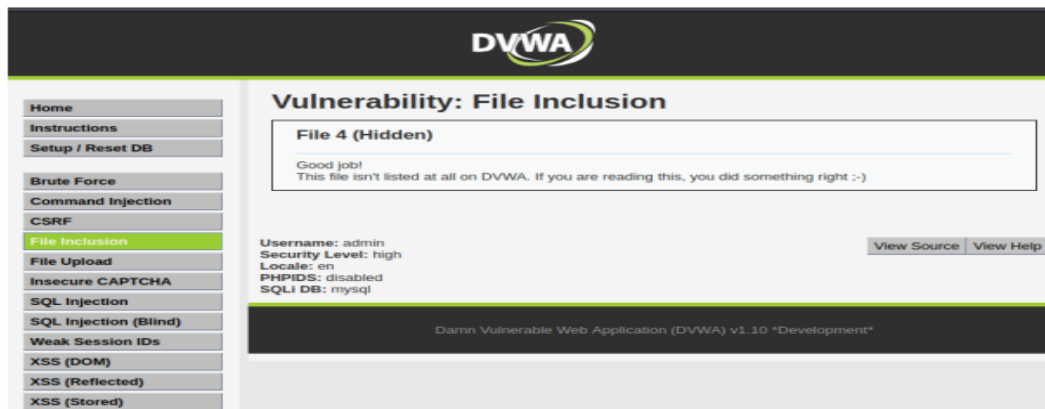 DVWA
Home
Instructions
Setup / Reset DB
Brute Force
Command Injection
CSRF
File Inclusion
File Upload
Insecure CAPTCHA
SQL Injection
SQL Injection (Blind)
Weak Session IDs
XSS (DOM)
XSS (Reflected)
XSS (Stored)
Vulnerability: File Inclusion
File 4 (Hidden)
Good job!
This file isn't listed at all on DVWA. If you are reading this, you did something right ;-)
Username: admin
Security Level: high
Locale: en
PHPIDS: disabled
SQLi DB: mysql
View Source View Help
Damn Vulnerable Web Application (DVWA) v1.10 *Development*